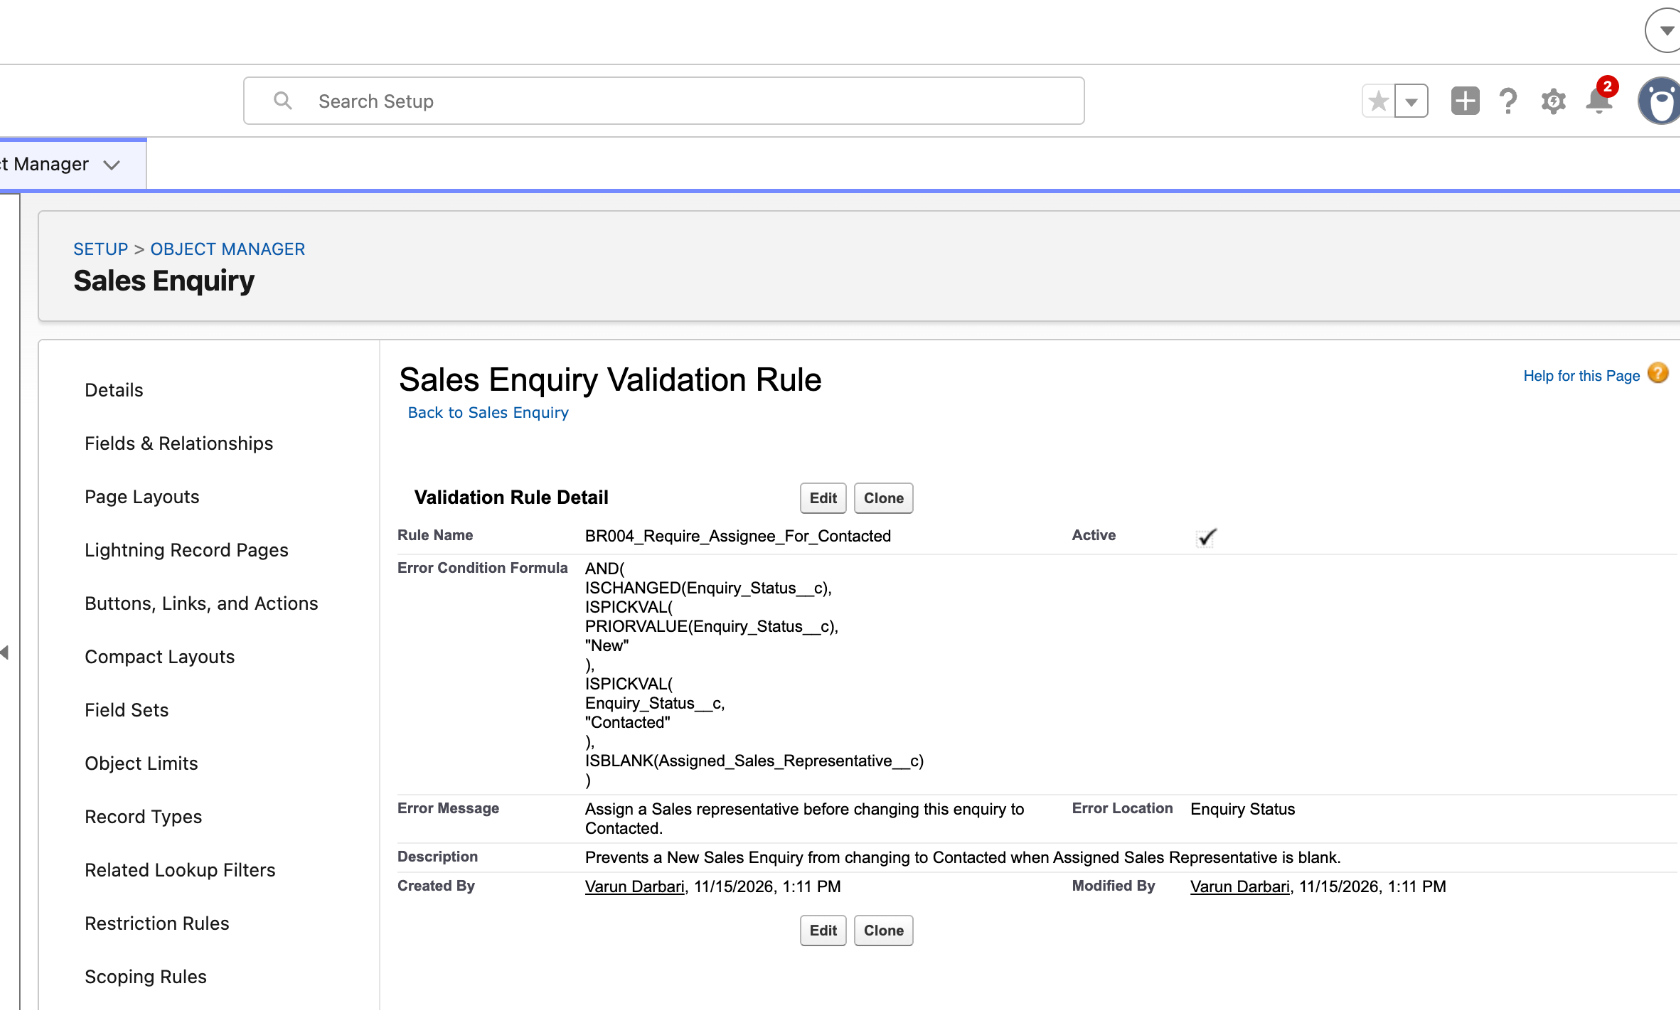 Search Setup
2
ct Manager
SETUP > OBJECT MANAGER
Sales Enquiry
Details
Fields & Relationships
Page Layouts
Lightning Record Pages
Buttons, Links, and Actions
Compact Layouts
Field Sets
Object Limits
Record Types
Related Lookup Filters
Restriction Rules
Scoping Rules
Sales Enquiry Validation Rule
Help for this Page ?
Back to Sales Enquiry
Validation Rule Detail
Edit
Clone
Rule Name BR004_Require_Assignee_For_Contacted Active
Error Condition Formula AND(
ISCHANGED(Enquiry_Status__c),
ISPICKVAL(
PRIORVALUE(Enquiry_Status__c),
"New"
),
ISPICKVAL(
Enquiry_Status__c,
"Contacted"
),
ISBLANK(Assigned_Sales_Representative__c)
)
Error Message Assign a Sales representative before changing this enquiry to Error Location Enquiry Status
Contacted.
Description Prevents a New Sales Enquiry from changing to Contacted when Assigned Sales Representative is blank.
Created By Varun Darbari, 11/15/2026, 1:11 PM Modified By Varun Darbari, 11/15/2026, 1:11 PM
Edit
Clone